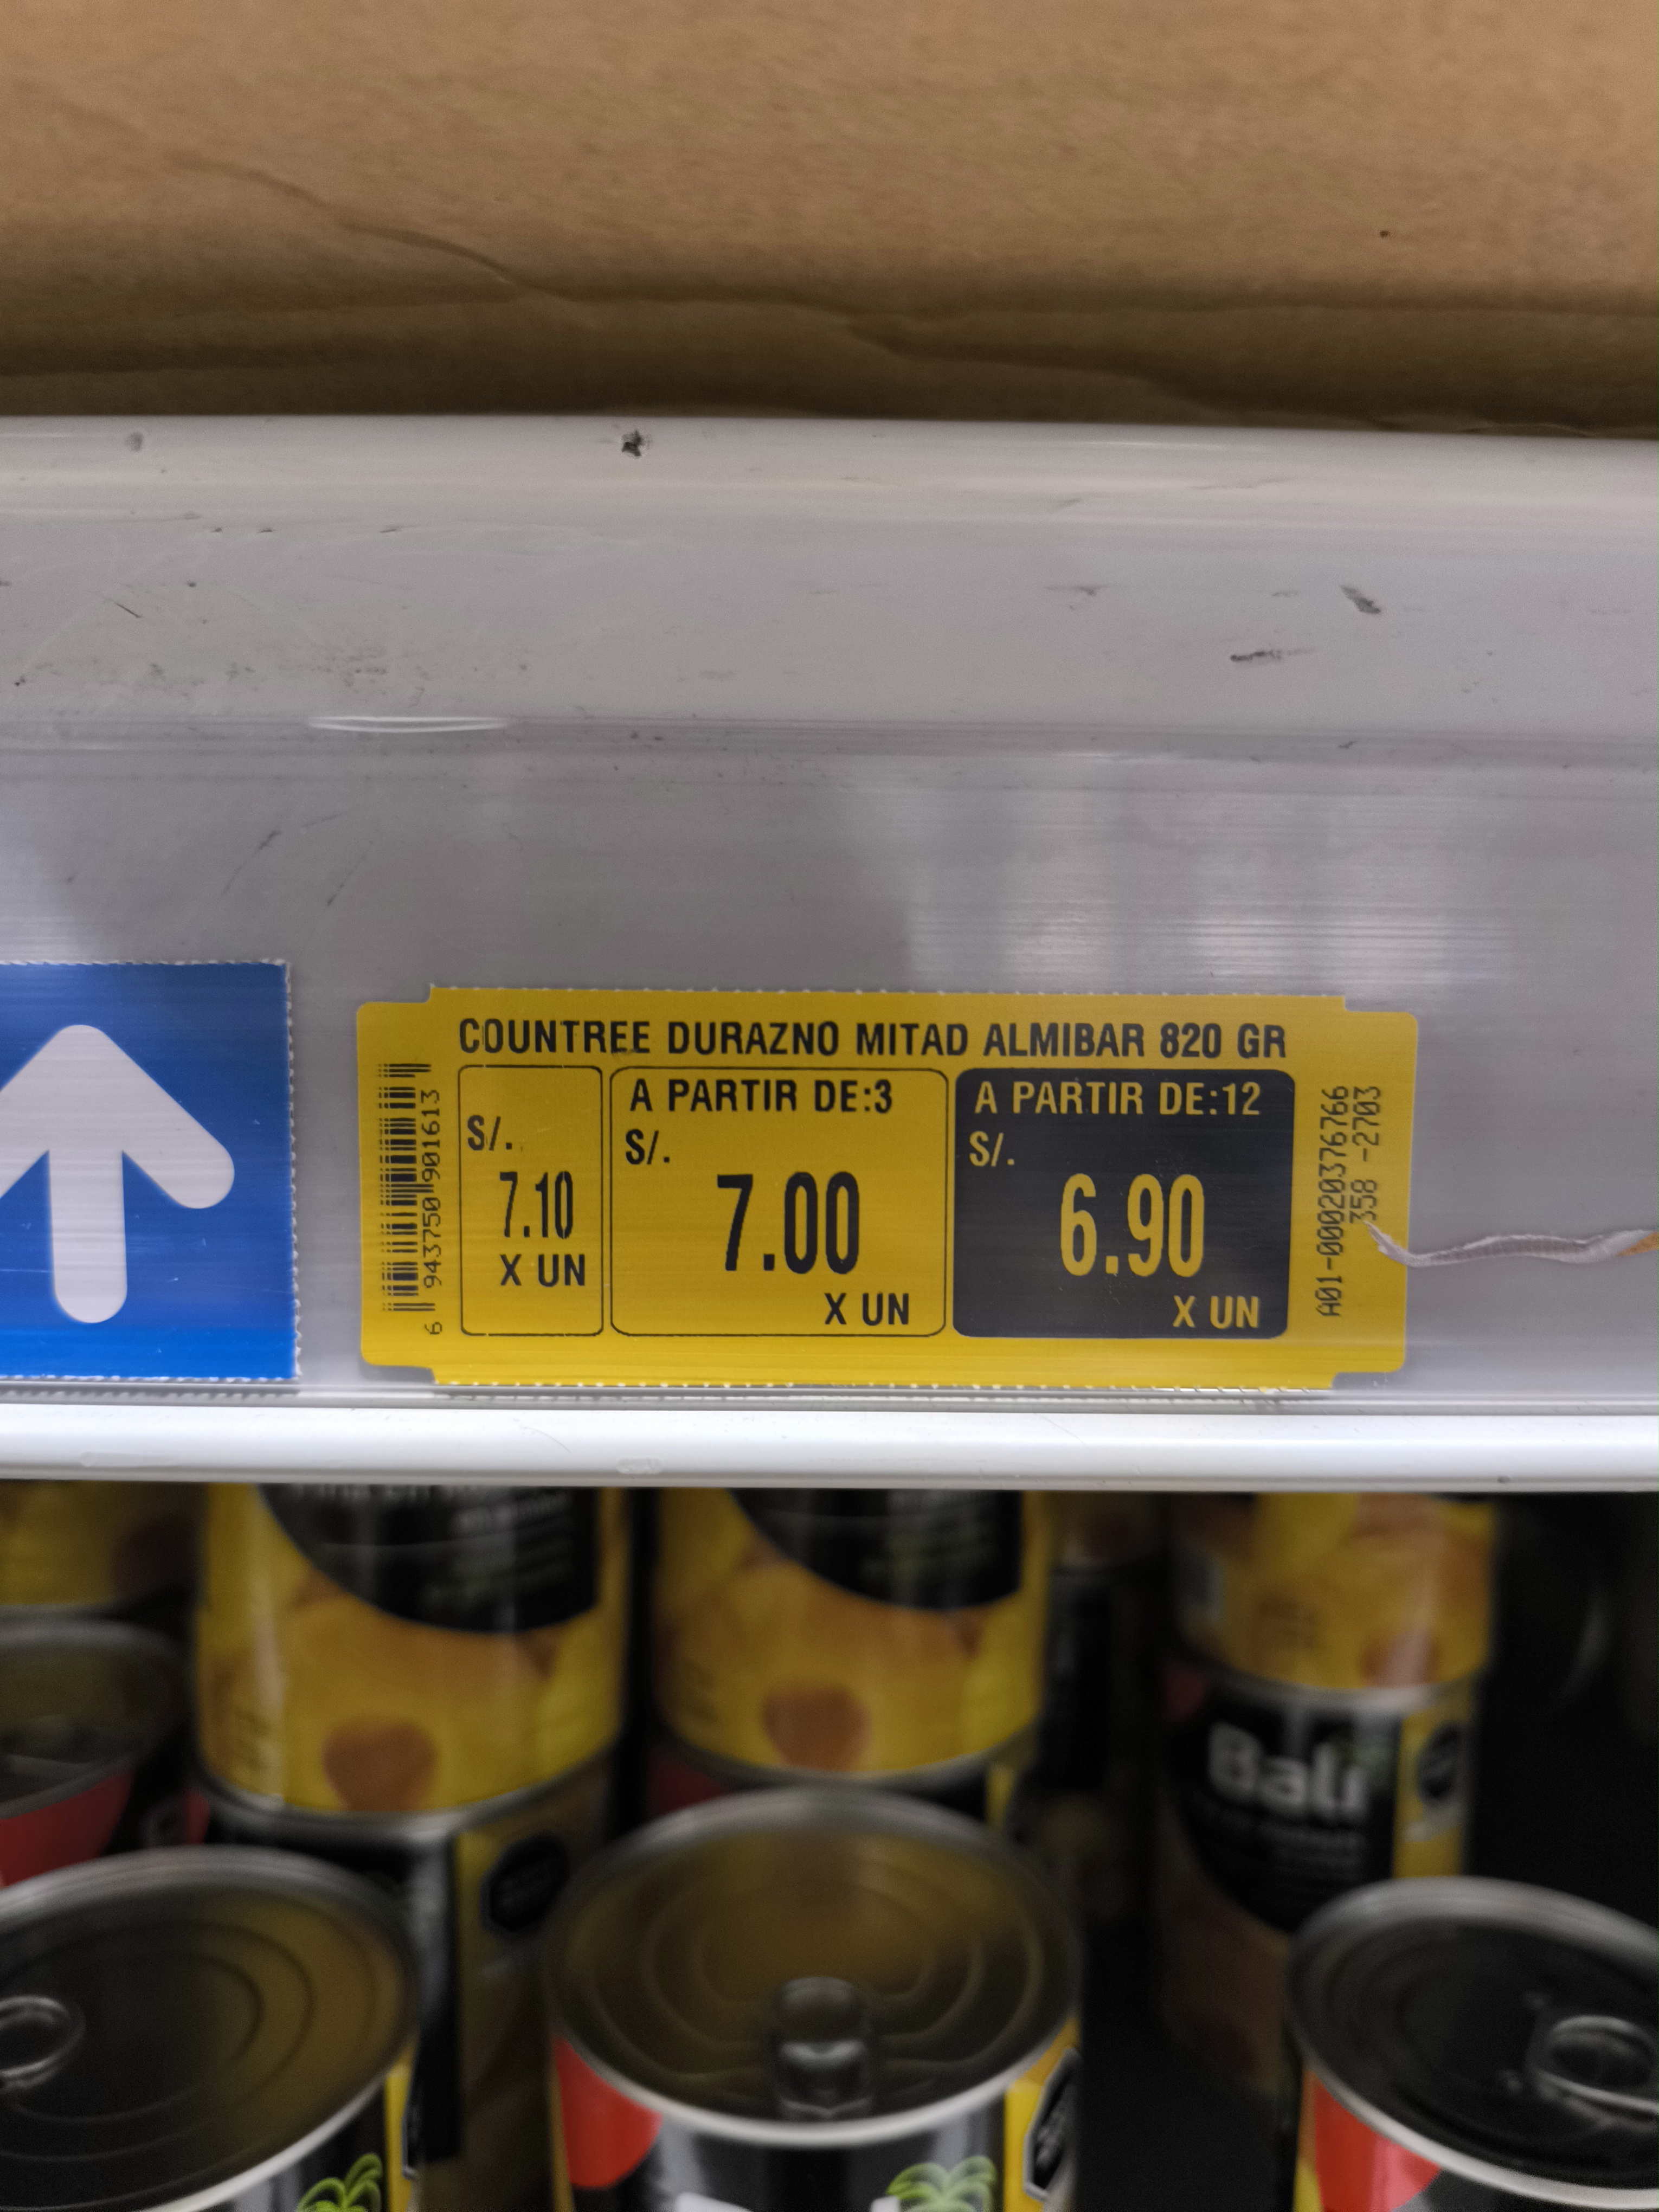 COUNTREE DURAZNO MITAD ALMIBAR 820 GR
S/.
7.10
X UN
A PARTIR DE:3
S/.
7.00
X UN
A PARTIR DE:12
S/.
6.90
X UN
6 943750 901613
A01-0002037676766
358 -2703
Bali